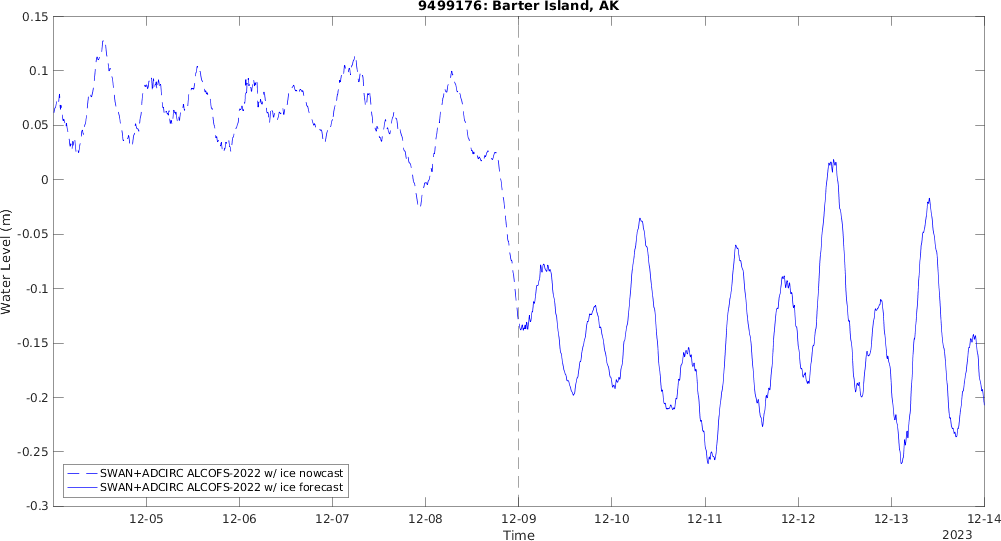 9499176: Barter Island, AK
0.15
0.1
0.05
0
-0.05
-0.1
-0.15
-0.2
-0.25
-0.3
Water Level (m)
SWAN+ADCIRC ALCOFS-2022 w/ ice nowcast
SWAN+ADCIRC ALCOFS-2022 w/ ice forecast
12-05 12-06 12-07 12-08 12-09 12-10 12-11 12-12 12-13 12-14
Time
2023